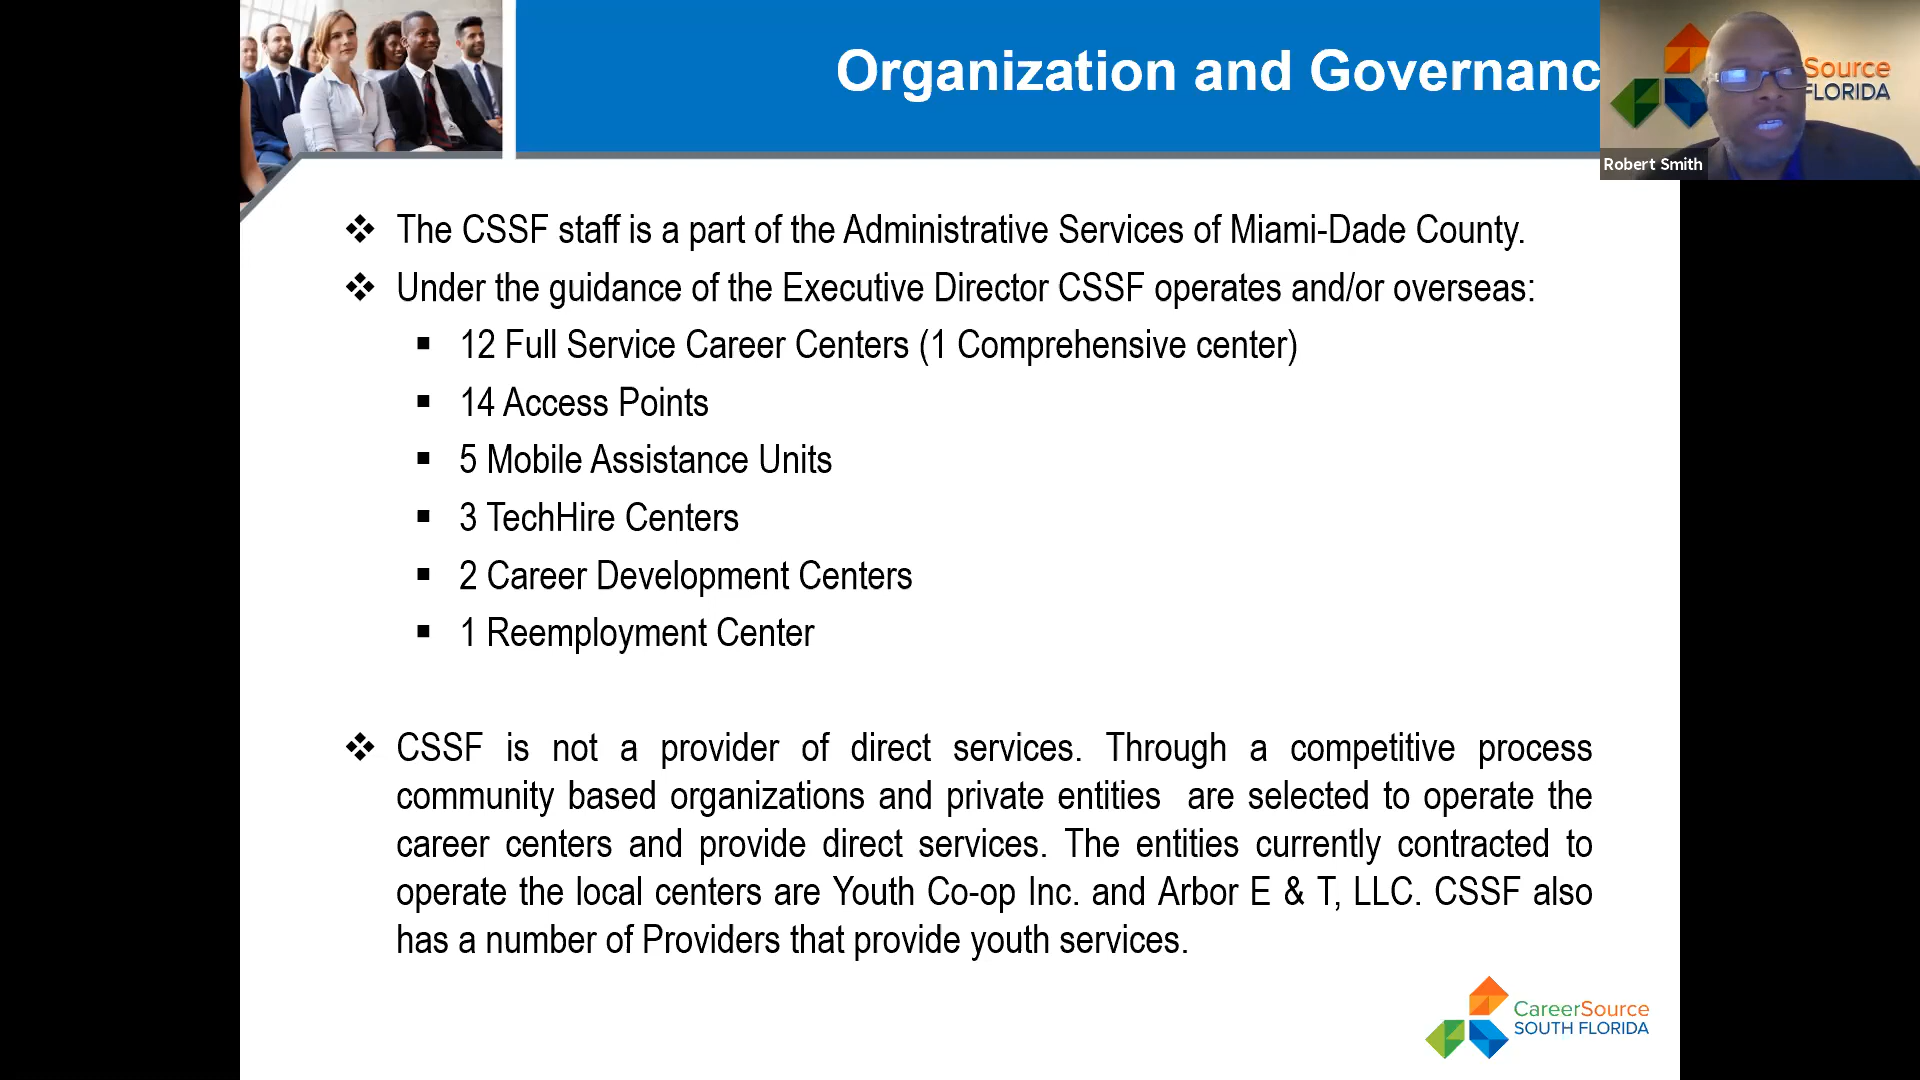 Organization and Governanc
Source
FLORIDA
Robert Smith
❖ The CSSF staff is a part of the Administrative Services of Miami-Dade County.
❖ Under the guidance of the Executive Director CSSF operates and/or overseas:
▪ 12 Full Service Career Centers (1 Comprehensive center)
▪ 14 Access Points
▪ 5 Mobile Assistance Units
▪ 3 TechHire Centers
▪ 2 Career Development Centers
▪ 1 Reemployment Center
❖ CSSF is not a provider of direct services. Through a competitive process
community based organizations and private entities are selected to operate the
career centers and provide direct services. The entities currently contracted to
operate the local centers are Youth Co-op Inc. and Arbor E & T, LLC. CSSF also
has a number of Providers that provide youth services.
CareerSource
SOUTH FLORIDA